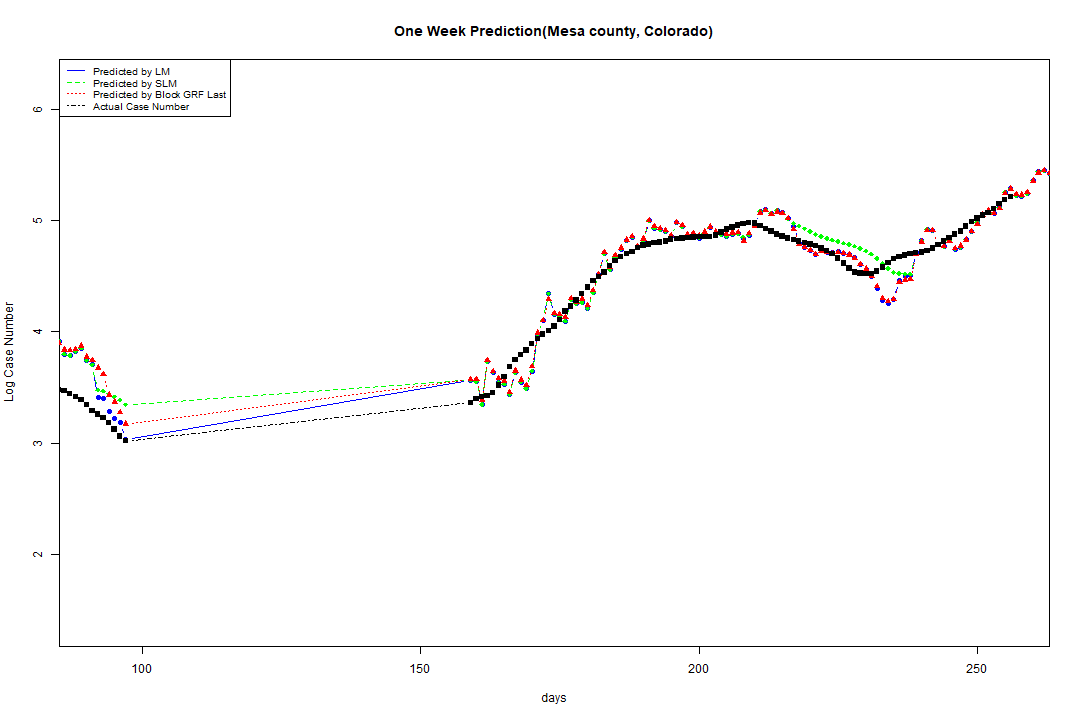 One Week Prediction(Mesa county, Colorado)
Predicted by LM
Predicted by SLM
Predicted by Block GRF Last
Actual Case Number
6
5
4
3
2
Log Case Number
100
150
200
250
days